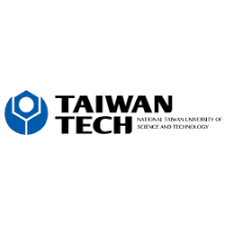 TAIWAN
TECH
NATIONAL TAIWAN UNIVERSITY OF
SCIENCE AND TECHNOLOGY